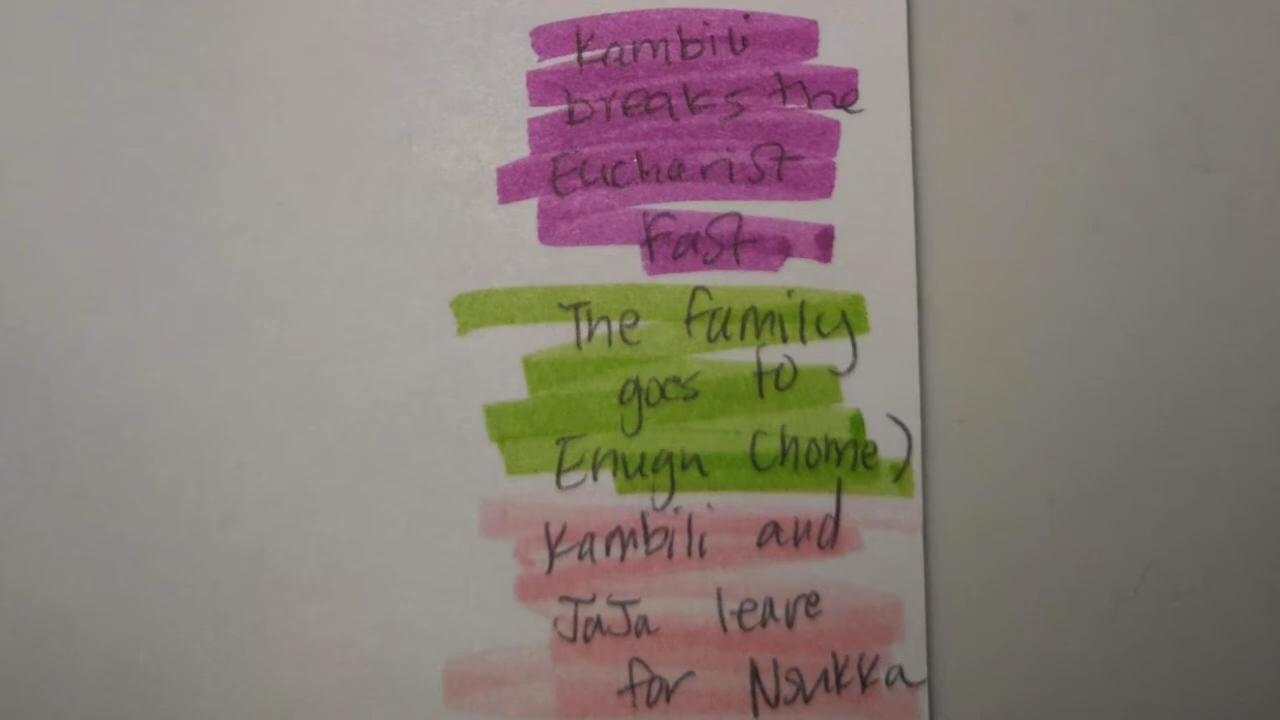 Kambili
breaks the
Eucharist
Fast.
The family
goes to
Enugu (home)
Kambili and
JaJa leave
for Nsukka